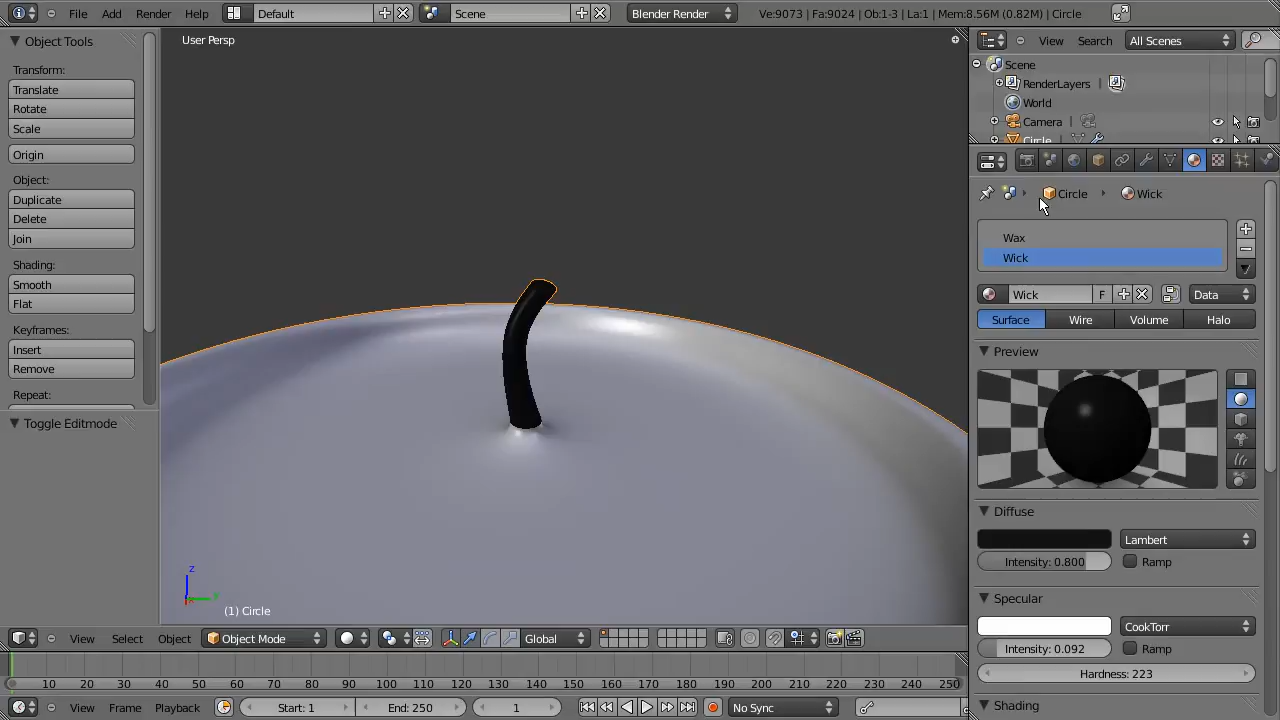 File Add Render Help Default Scene Blender Render Ve:9073 | Fa:9024 | Ob:1-3 | La:1 | Mem:8.56M (0.82M) | Circle
Object Tools
Transform:
Translate
Rotate
Scale
Origin
Object:
Duplicate
Delete
Join
Shading:
Smooth
Flat
Keyframes:
Insert
Remove
Repeat:
Toggle Editmode
User Persp
z
y
(1) Circle
View Select Object Object Mode Global
10 20 30 40 50 60 70 80 90 100 110 120 130 140 150 160 170 180 190 200 210 220 230 240 250
View Frame Playback Start: 1 End: 250 1 No Sync
View Search All Scenes
Scene
RenderLayers |
World
Camera |
Circle
Circle Wick
Wax
Wick
Wick F Data
Surface Wire Volume Halo
Preview
Diffuse
Lambert
Intensity: 0.800 Ramp
Specular
CookTorr
Intensity: 0.092 Ramp
Hardness: 223
Shading